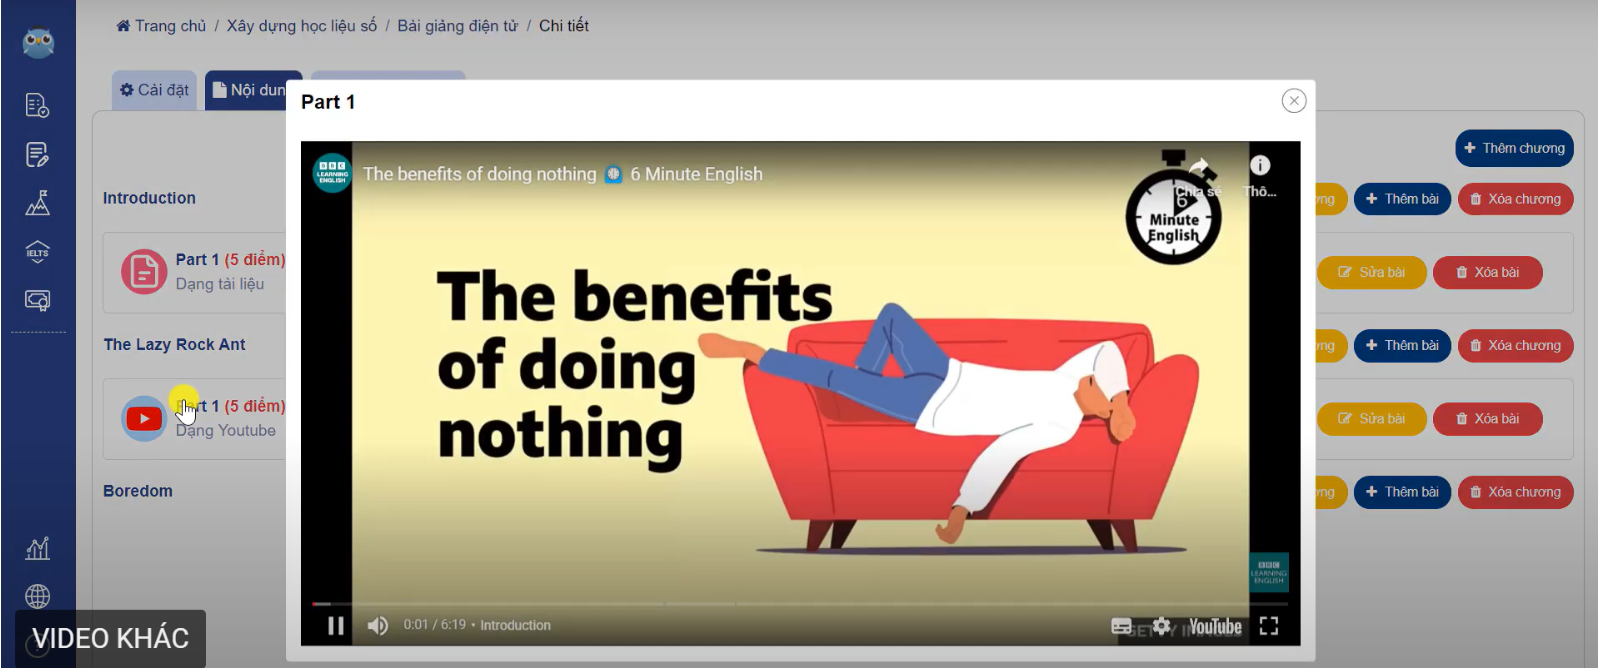 Trang chủ / Xây dựng học liệu số / Bài giảng điện tử / Chi tiết
Cài đặt
Nội dun
Part 1
Thêm chương
BBC
LEARNING
ENGLISH
The benefits of doing nothing 6 Minute English
Chia sẻ
Thô...
6
Minute
English
Introduction
Thêm bài
Xóa chương
Part 1 (5 điểm)
Dạng tài liệu
Sửa bài
Xóa bài
The benefits
of doing
nothing
The Lazy Rock Ant
Thêm bài
Xóa chương
Part 1 (5 điểm)
Dạng Youtube
Sửa bài
Xóa bài
Boredom
Thêm bài
Xóa chương
IELTS
BBC
LEARNING
ENGLISH
0:01 / 6:19 • Introduction
YouTube
VIDEO KHÁC